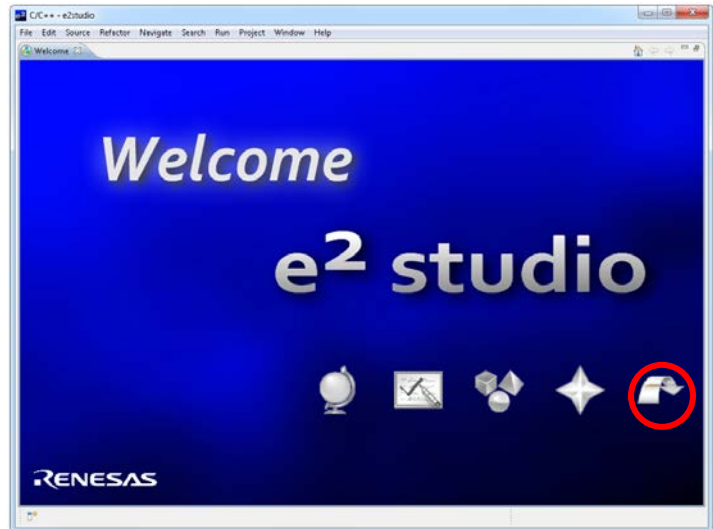 C/C++ - e2studio
File Edit Source Refactor Navigate Search Run Project Window Help
Welcome
Welcome
e² studio
RENESAS